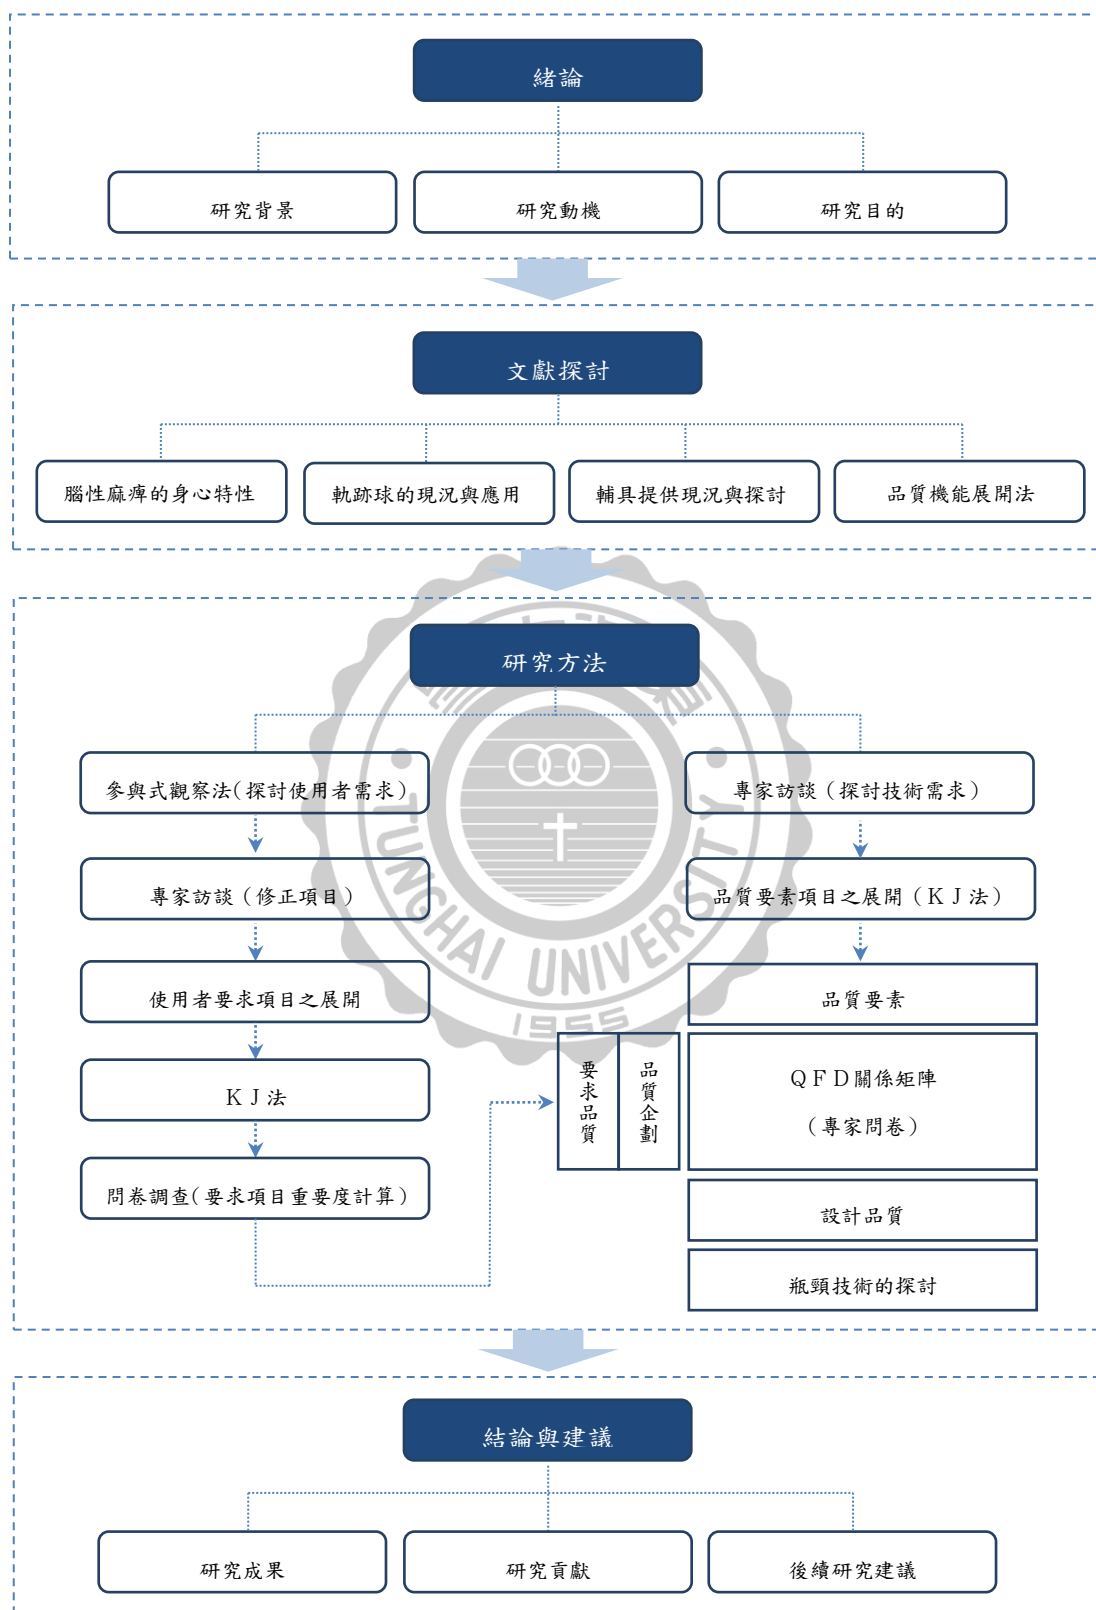 緒論
研究背景
研究動機
研究目的
文獻探討
腦性麻痺的身心特性
軌跡球的現況與應用
輔具提供現況與探討
品質機能展開法
研究方法
參與式觀察法(探討使用者需求)
專家訪談（探討技術需求）
專家訪談（修正項目）
品質要素項目之展開（ＫＪ法）
使用者要求項目之展開
品質要素
ＫＪ法
要求品質
品質企劃
ＱＦＤ關係矩陣
（專家問卷）
問卷調查(要求項目重要度計算)
設計品質
瓶頸技術的探討
TUNGHAI UNIVERSITY
1955
結論與建議
研究成果
研究貢獻
後續研究建議